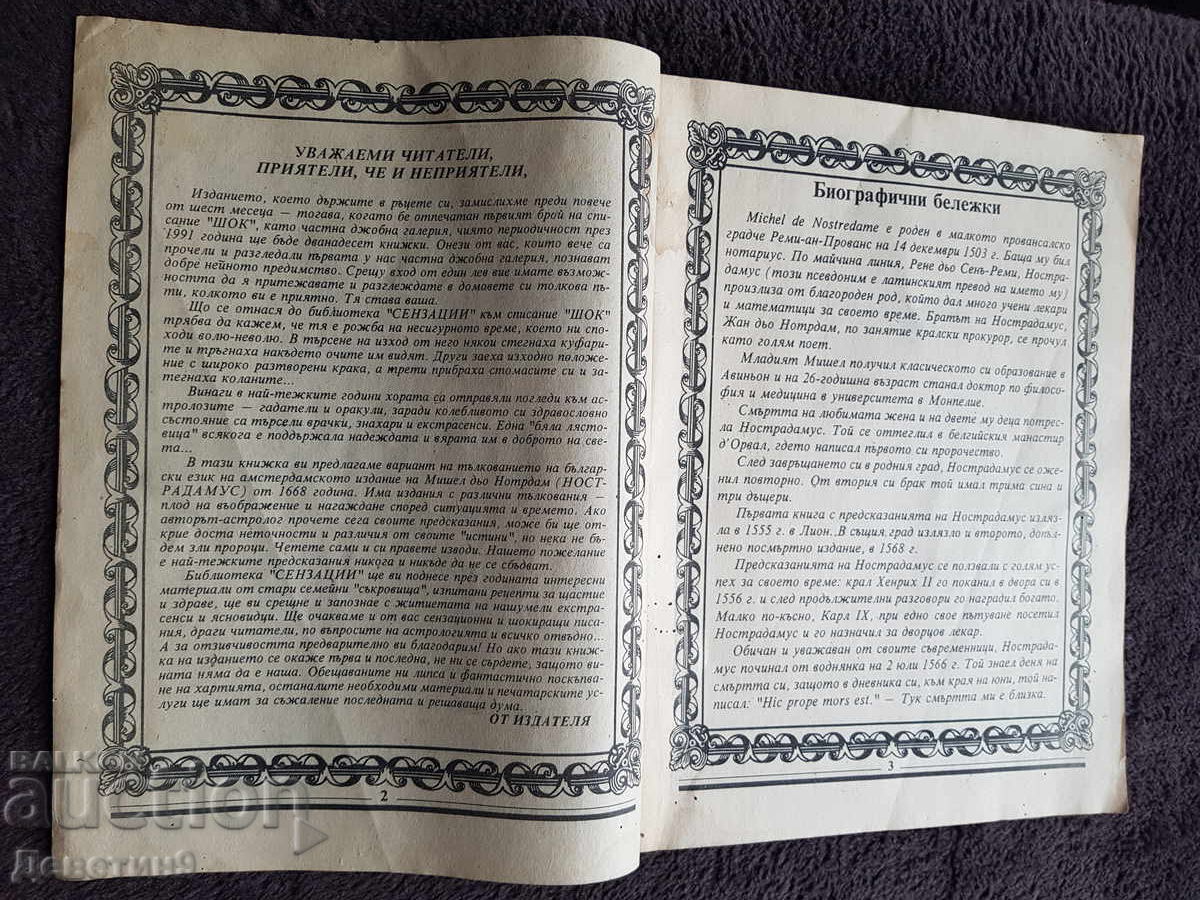 УВАЖАЕМИ ЧИТАТЕЛИ,
ПРИЯТЕЛИ, ЧЕ И НЕПРИЯТЕЛИ,
Изданието, което държите в ръцете си, замислихме преди повече
от шест месеца — тогава, когато бе отпечатан първият брой на спи-
сание "ШОК", като частна джобна галерия, чиято периодичност през
1991 година ще бъде дванадесет книжки. Онези от вас, които вече са
прочели и разгледали първата у нас частна джобна галерия, познават
добре нейното предимство. Срещу вход от един лев вие имате възмож-
ността да я притежавате и разглеждате в домовете си толкова пъ-
ти, колкото ви е приятно. Тя става ваша.
Що се отнася до библиотека "СЕНЗАЦИИ" към списание "ШОК"
трябва да кажем, че тя е рожба на несигурното време, което ни спо-
ходи волю-неволю. В търсене на изход от него някои стегнаха куфари-
те и тръгнаха накъдето очите им видят. Други заеха изходно положе-
ние с широко разтворени крака, а трети прибраха стомасите си и за-
тегнаха коланите...
Винаги в най-тежките години хората са отправяли погледи към ас-
тролозите — гадатели и оракули, заради колебливото си здравословно
състояние са търсели врачки, знахари и екстрасенси. Една "бяла лясто-
вица" всякога е поддържала надеждата и вярата им в доброто на све-
та...
В тази книжка ви предлагаме вариант на тълкованието на българ-
ски език на амстердамското издание на Мишел дьо Нотрдам (НОСТ-
РАДАМУС) от 1668 година. Има издания с различни тълкования —
плод на въображение и нагаждане според ситуацията и времето. Ако
авторът-астролог прочете сега своите предсказания, може би ще от-
крие доста неточности и различия от своите "истини", но нека не бъ-
дем зли пророци. Четете сами и си правете изводи. Нашето пожелание
е най-тежките предсказания никога и никъде да не се сбъдват.
Библиотека "СЕНЗАЦИИ" ще ви поднесе през годината интересни
материали от стари семейни "съкровища", изпитани рецепти за щастие
и здраве, ще ви срещне и запознае с житиетата на нашумели екстра-
сенси и ясновидци. Ще очакваме и от вас сензационни и шокиращи писа-
ния, драги читатели, по въпросите на астрологията и всичко отвъдно...
А за отзивчивостта предварително ви благодарим! Но ако тази книж-
ка на изданието се окаже първа и последна, не ни се сърдете, защото ви-
ната няма да е наша. Обещаваните ни липса и фантастично поскъпва-
не на хартията, останалите необходими материали и печатарските ус-
луги ще имат за съжаление последната и решаваща дума.
ОТ ИЗДАТЕЛЯ
2
Биографични бележки
Michel de Nostredame е роден в малкото провансалско
градче Реми-ан-Прованс на 14 декември 1503 г. Баща му бил
нотариус. По майчина линия, Рене дьо Сенъ-Реми, Ностра-
дамус (този псевдоним е латинският превод на името му)
произлиза от благороден род, който дал много учени лекари
и математици за своето време. Братът на Нострадамус,
Жан дьо Нотрдам, по занятие кралски прокурор, се прочул
като голям поет.
Младият Мишел получил класическото си образование в
Авиньон и на 26-годишна възраст станал доктор по филосо-
фия и медицина в университета в Монпелие.
Смъртта на любимата жена и на двете му деца потрес-
ла Нострадамус. Той се оттеглил в белгийския манастир
д'Орвал, гдето написал първото си пророчество.
След завръщането си в родния град, Нострадамус се оже-
нил повторно. От втория си брак той имал трима сина и
три дъщери.
Първата книга с предсказанията на Нострадамус изляз-
ла в 1555 г. в Лион. В същия град излязло и второто, допъл-
нено посмъртно издание, в 1568 г.
Предсказанията на Нострадамус се ползвали с голям ус-
пех за своето време: крал Хенрих II го поканил в двора си в
1556 г. и след продължителни разговори го наградил богато.
Малко по-късно, Карл IX, при едно свое пътуване посетил
Нострадамус и го назначил за дворцов лекар.
Обичан и уважаван от своите съвременници, Нострада-
мус починал от воднянка на 2 юли 1566 г. Той знаел деня на
смъртта си, защото в дневника си, към края на юни, той на-
писал: "Hic prope mors est." — Тук смъртта ми е близка.
3
BALKAN
auction
Деветин9